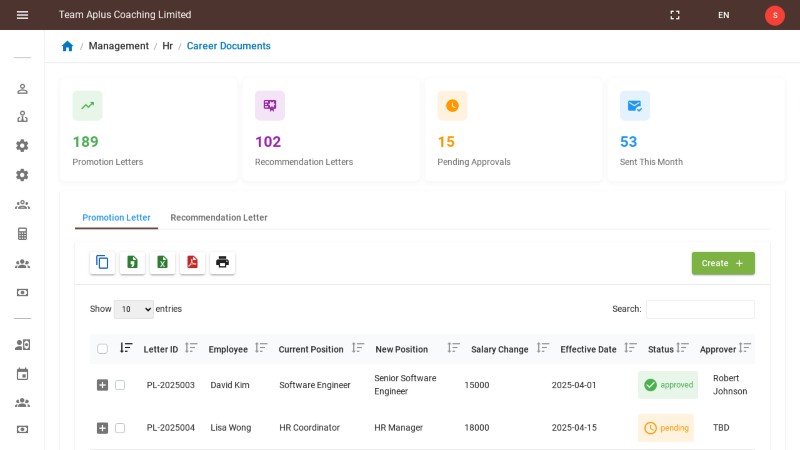 Team Aplus Coaching Limited
EN
S
Management / Hr / Career Documents
189
Promotion Letters
102
Recommendation Letters
15
Pending Approvals
53
Sent This Month
Promotion Letter
Recommendation Letter
Create +
Show 10 entries
Search:
Letter ID Employee Current Position New Position Salary Change Effective Date Status Approver
PL-2025003 David Kim Software Engineer Senior Software Engineer 15000 2025-04-01 approved Robert Johnson
PL-2025004 Lisa Wong HR Coordinator HR Manager 18000 2025-04-15 pending TBD